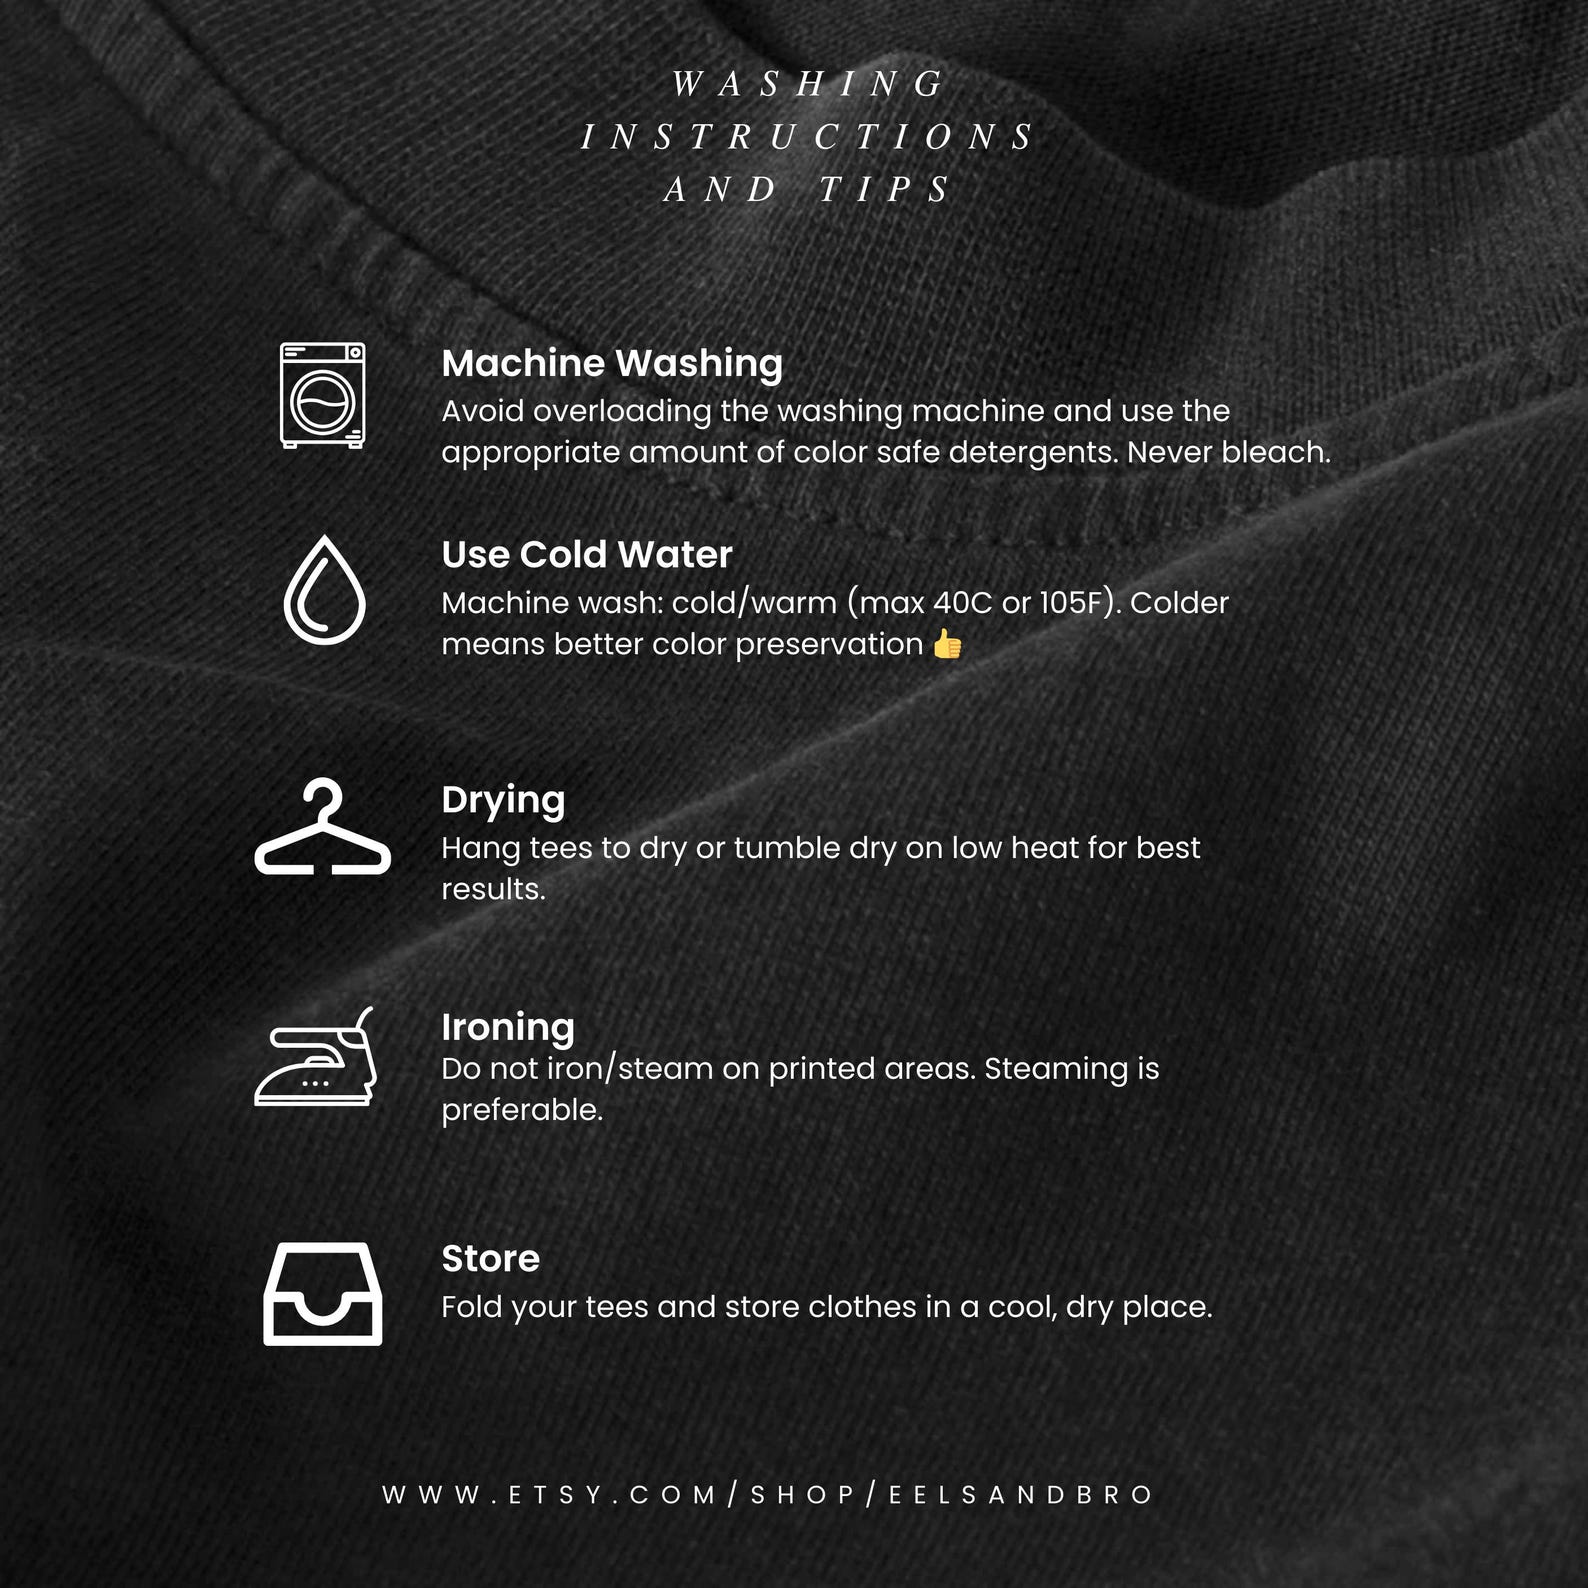 WASHING
INSTRUCTIONS
AND TIPS
Machine Washing
Avoid overloading the washing machine and use the
appropriate amount of color safe detergents. Never bleach.
Use Cold Water
Machine wash: cold/warm (max 40C or 105F). Colder
means better color preservation 👍
Drying
Hang tees to dry or tumble dry on low heat for best
results.
Ironing
Do not iron/steam on printed areas. Steaming is
preferable.
Store
Fold your tees and store clothes in a cool, dry place.
WWW.ETSY.COM/SHOP/EELSANDBRO